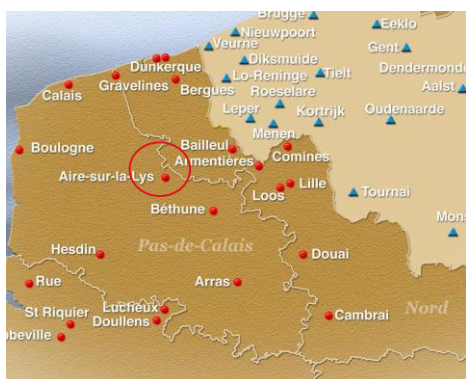 Brugge
Eeklo
Nieuwpoort
Veurne
Gent
Diksmuide
Dunkerque
Dendermonde
Lo-Reninge
Tielt
Gravelines
Bergues
Aalst
Calais
Roeselare
Ieper
Kortrijk
Oudenaarde
Menen
Boulogne
Bailleul
Comines
Armentières
Aire-sur-la-Lys
Lille
Loos
Tournai
Béthune
Mons
Pas-de-Calais
Hesdin
Douai
Rue
Arras
Nord
St Riquier
Lucheux
Cambrai
Doullens
beville